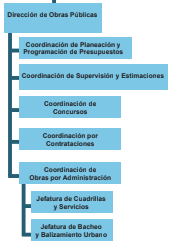 Dirección de Obras Públicas
Coordinación de Planeación y
Programación de Presupuestos
Coordinación de Supervisión y Estimaciones
Coordinación de
Concursos
Coordinación por
Contrataciones
Coordinación de
Obras por Administración
Jefatura de Cuadrillas
y Servicios
Jefatura de Bacheo
y Balizamiento Urbano